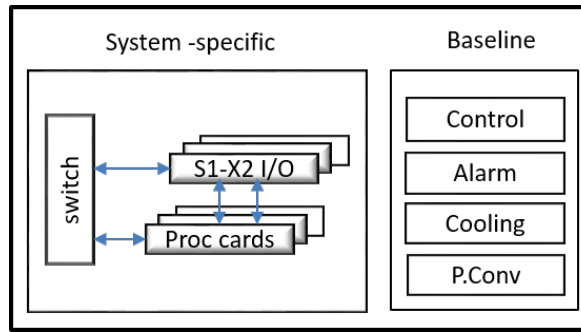 System -specific
Baseline
switch
S1-X2 I/O
Proc cards
Control
Alarm
Cooling
P.Conv